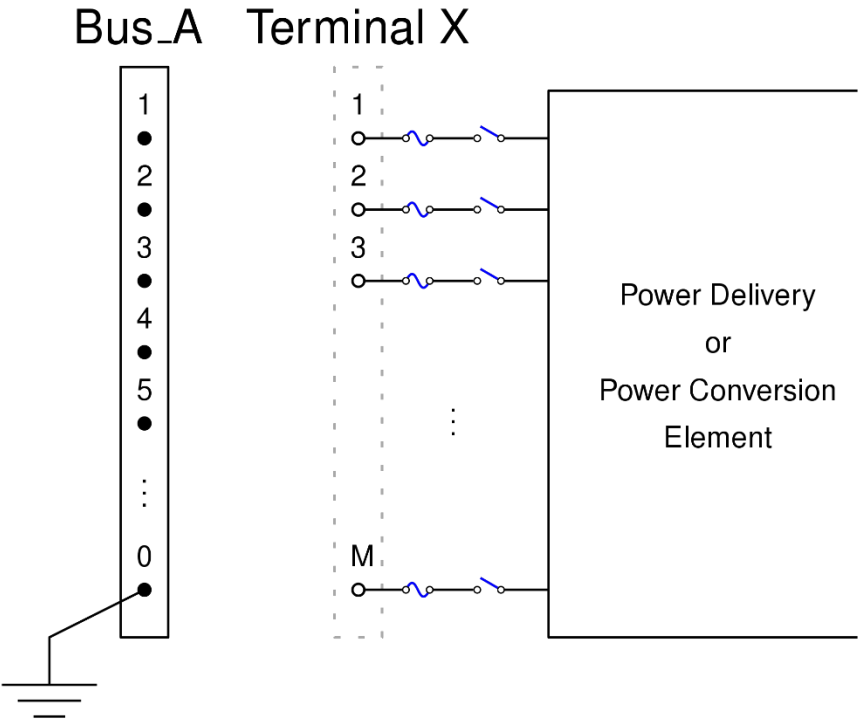 Bus_A
Terminal X
1
2
3
4
5
⋮
0
1
2
3
⋮
M
Power Delivery
or
Power Conversion
Element